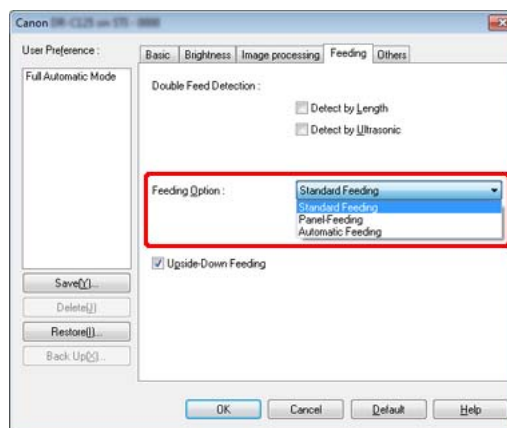 Canon
User Preference :
Full Automatic Mode
Save(Y)...
Delete(J)
Restore(I)...
Back Up(X)...
Basic
Brightness
Image processing
Feeding
Others
Double Feed Detection :
Detect by Length
Detect by Ultrasonic
Feeding Option :
Standard Feeding
Standard Feeding
Panel-Feeding
Automatic Feeding
Upside-Down Feeding
OK
Cancel
Default
Help